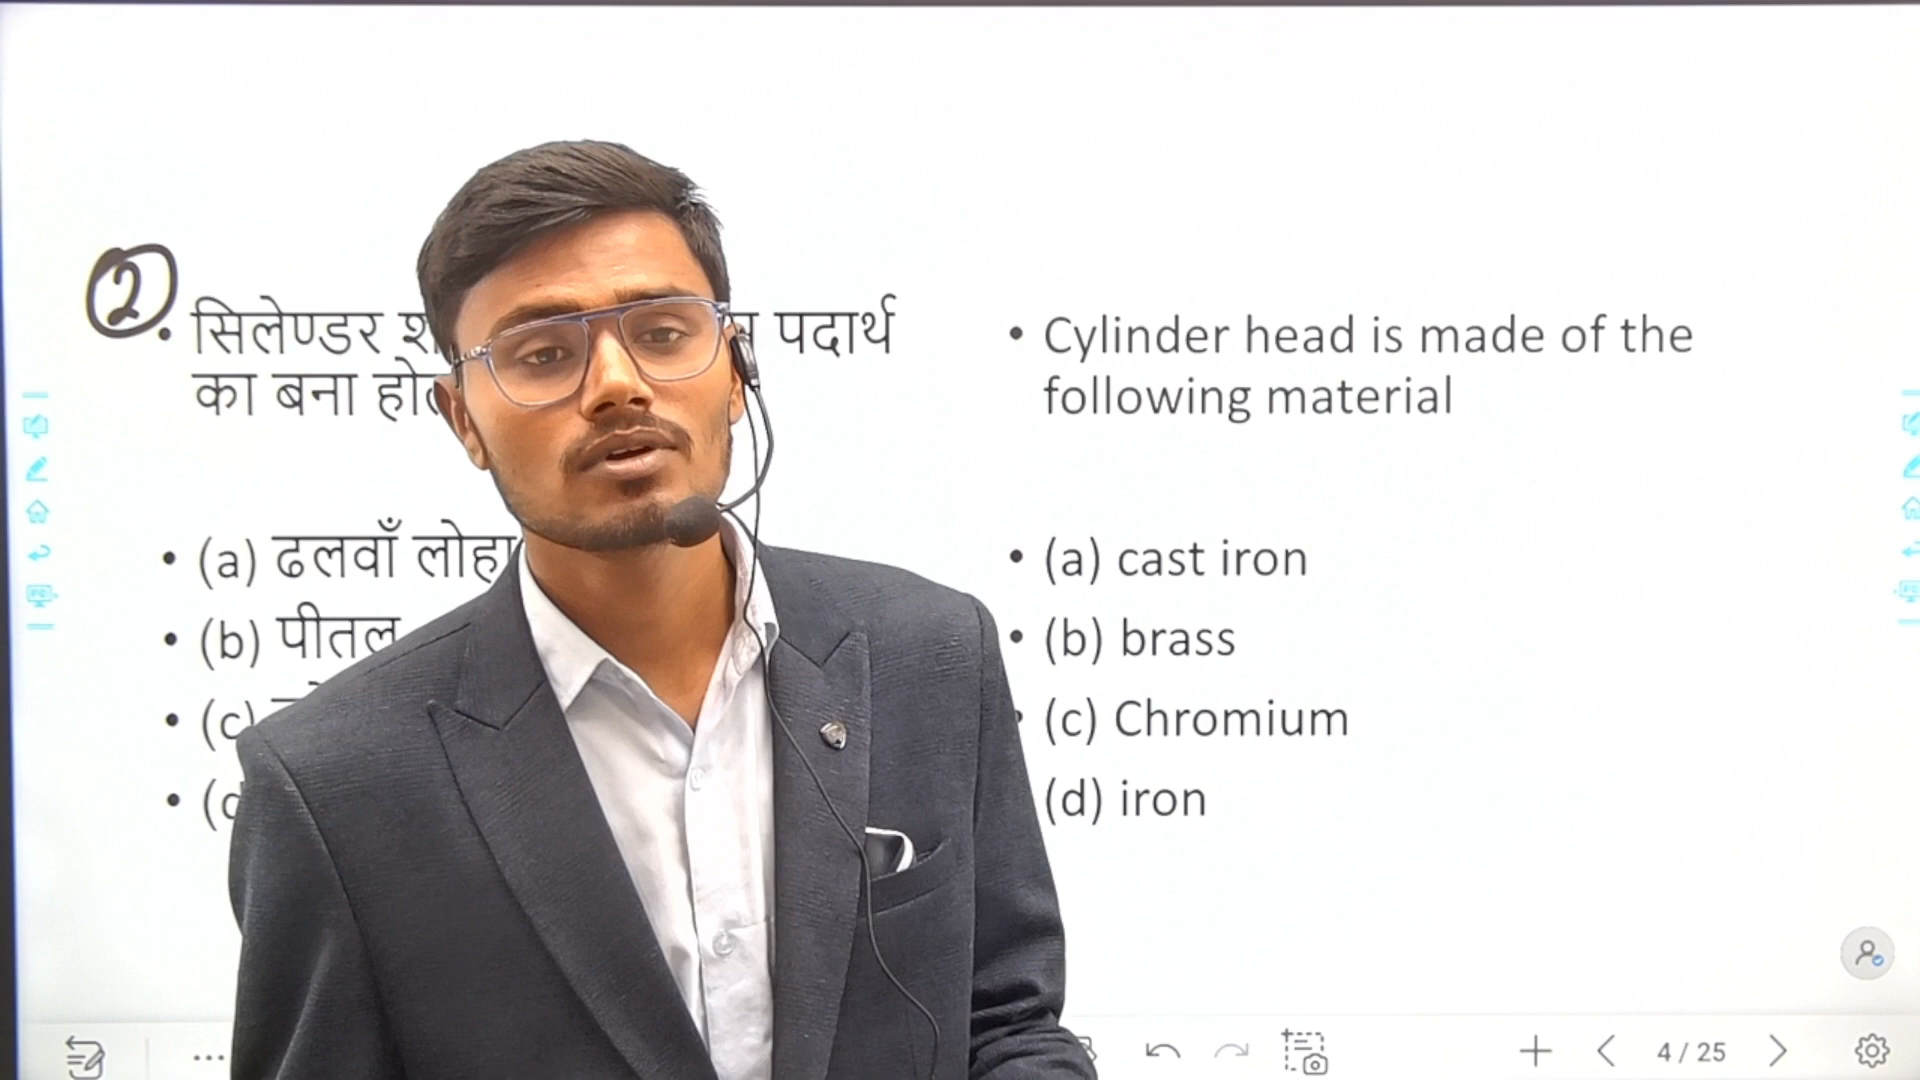 2
सिलेण्डर पदार्थ
का बना
(a) ढलवाँ लोहा
(b) पीतल
(c)
Cylinder head is made of the
following material
(a) cast iron
(b) brass
(c) Chromium
(d) iron
4 / 25